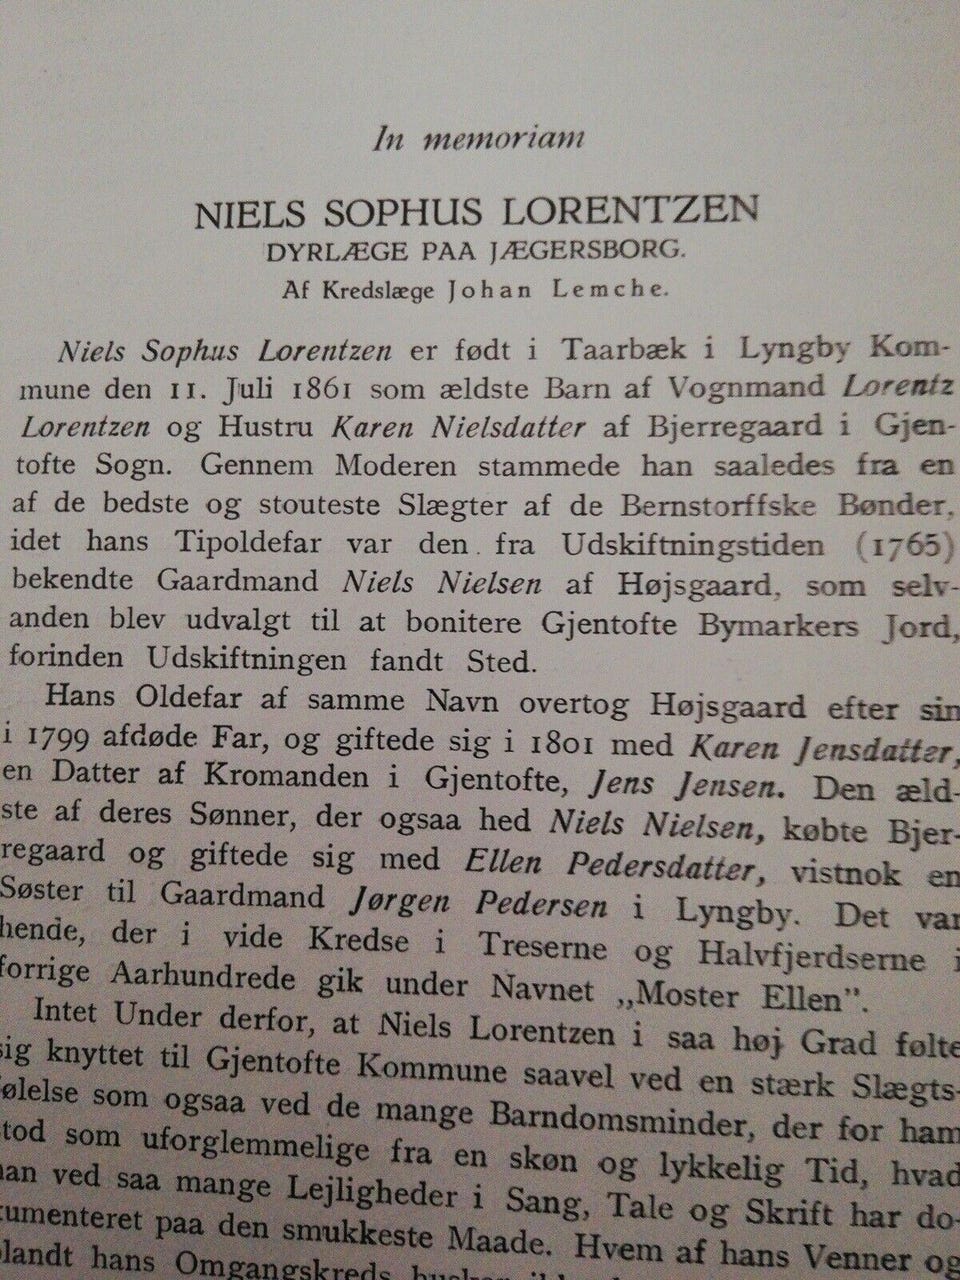 In memoriam
NIELS SOPHUS LORENTZEN
DYRLÆGE PAA JÆGERSBORG.
Af Kredslæge Johan Lemche.
Niels Sophus Lorentzen er født i Taarbæk i Lyngby Kom-
mune den 11. Juli 1861 som ældste Barn af Vognmand Lorentz
Lorentzen og Hustru Karen Nielsdatter af Bjerregaard i Gjen-
tofte Sogn. Gennem Moderen stammede han saaledes fra en
af de bedste og stouteste Slægter af de Bernstorffske Bønder,
idet hans Tipoldefar var den fra Udskiftningstiden (1765)
bekendte Gaardmand Niels Nielsen af Højsgaard, som selv-
anden blev udvalgt til at bonitere Gjentofte Bymarkers Jord,
forinden Udskiftningen fandt Sted.
Hans Oldefar af samme Navn overtog Højsgaard efter sin
i 1799 afdøde Far, og giftede sig i 1801 med Karen Jensdatter,
en Datter af Kromanden i Gjentofte, Jens Jensen. Den æld-
ste af deres Sønner, der ogsaa hed Niels Nielsen, købte Bjer-
regaard og giftede sig med Ellen Pedersdatter, vistnok en
Søster til Gaardmand Jørgen Pedersen i Lyngby. Det var
hende, der i vide Kredse i Treserne og Halvfjerdserne i
forrige Aarhundrede gik under Navnet „Moster Ellen”.
Intet Under derfor, at Niels Lorentzen i saa høj Grad følte
sig knyttet til Gjentofte Kommune saavel ved en stærk Slægts-
ølelse som ogsaa ved de mange Barndomsminder, der for ham
tod som uforglemmelige fra en skøn og lykkelig Tid, hvad
an ved saa mange Lejligheder i Sang, Tale og Skrift har do-
umenteret paa den smukkeste Maade. Hvem af hans Venner og
landt hans Omgangskreds